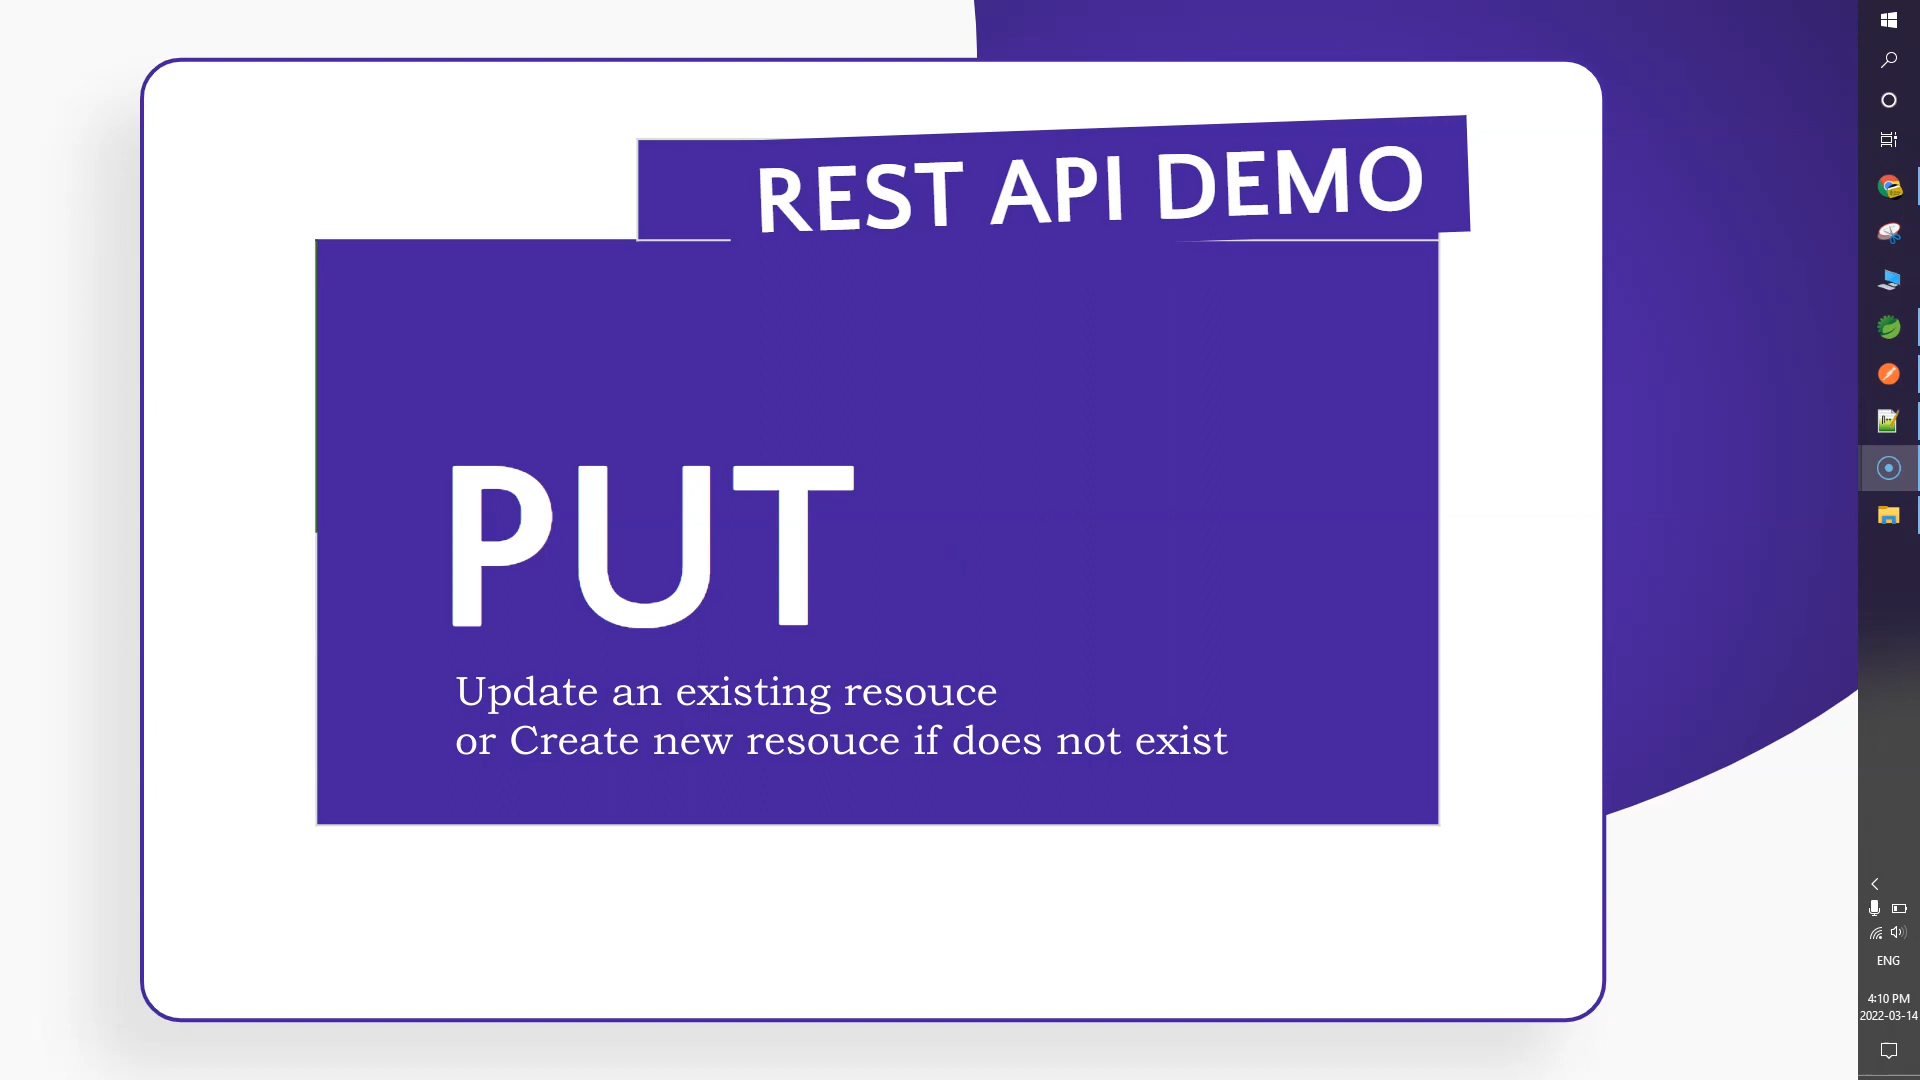 REST API DEMO
PUT
Update an existing resouce
or Create new resouce if does not exist
ENG
4:10 PM
2022-03-14